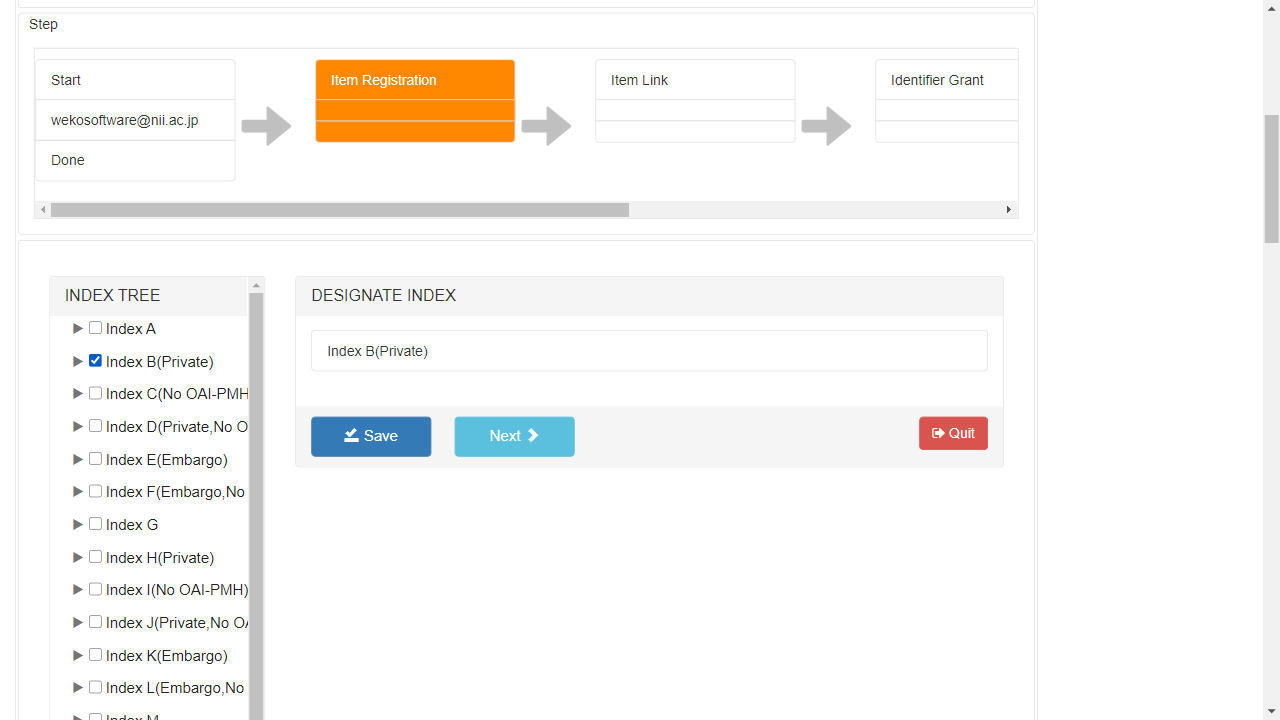 Step
Start
Item Registration
Item Link
Identifier Grant
wekosoftware@nii.ac.jp
Done
INDEX TREE
Index A
Index B(Private)
Index C(No OAI-PMH
Index D(Private,No O
Index E(Embargo)
Index F(Embargo,No
Index G
Index H(Private)
Index I(No OAI-PMH)
Index J(Private,No OA
Index K(Embargo)
Index L(Embargo,No
Index M
DESIGNATE INDEX
Index B(Private)
Save
Next
Quit